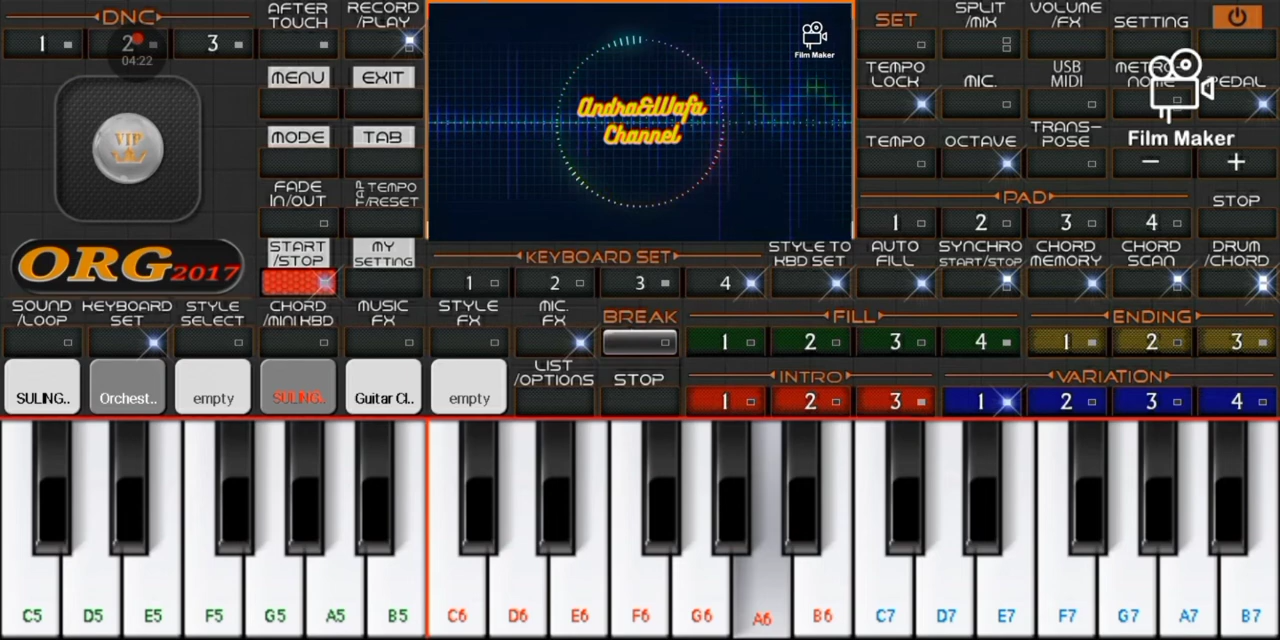 DNC
1 2 3
04:22
AFTER
TOUCH
RECORD
/PLAY
MENU
EXIT
MODE
TAB
FADE
IN/OUT
TEMPO
/RESET
START
/STOP
MY
SETTING
VIP
ORG 2017
Andra&Wafa
Channel
Film Maker
SET
SPLIT
/MIX
VOLUME
/FX
SETTING
TEMPO
LOCK
MIC.
USB
MIDI
METRO-
NOME
PEDAL
Film Maker
TEMPO
OCTAVE
TRANS-
POSE
− +
PAD
1 2 3 4
STOP
KEYBOARD SET
1 2 3 4
STYLE TO
KBD SET
AUTO
FILL
SYNCHRO
START/STOP
CHORD
MEMORY
CHORD
SCAN
DRUM
/CHORD
SOUND
/LOOP
KEYBOARD
SET
STYLE
SELECT
CHORD
/MINI KBD
MUSIC
FX
STYLE
FX
MIC.
FX
BREAK
FILL
1 2 3 4
ENDING
1 2 3
SULING..
Orchest..
empty
SULING..
Guitar Cl..
empty
LIST
/OPTIONS
STOP
INTRO
1 2 3
VARIATION
1 2 3 4
C5 D5 E5 F5 G5 A5 B5 C6 D6 E6 F6 G6 A6 B6 C7 D7 E7 F7 G7 A7 B7